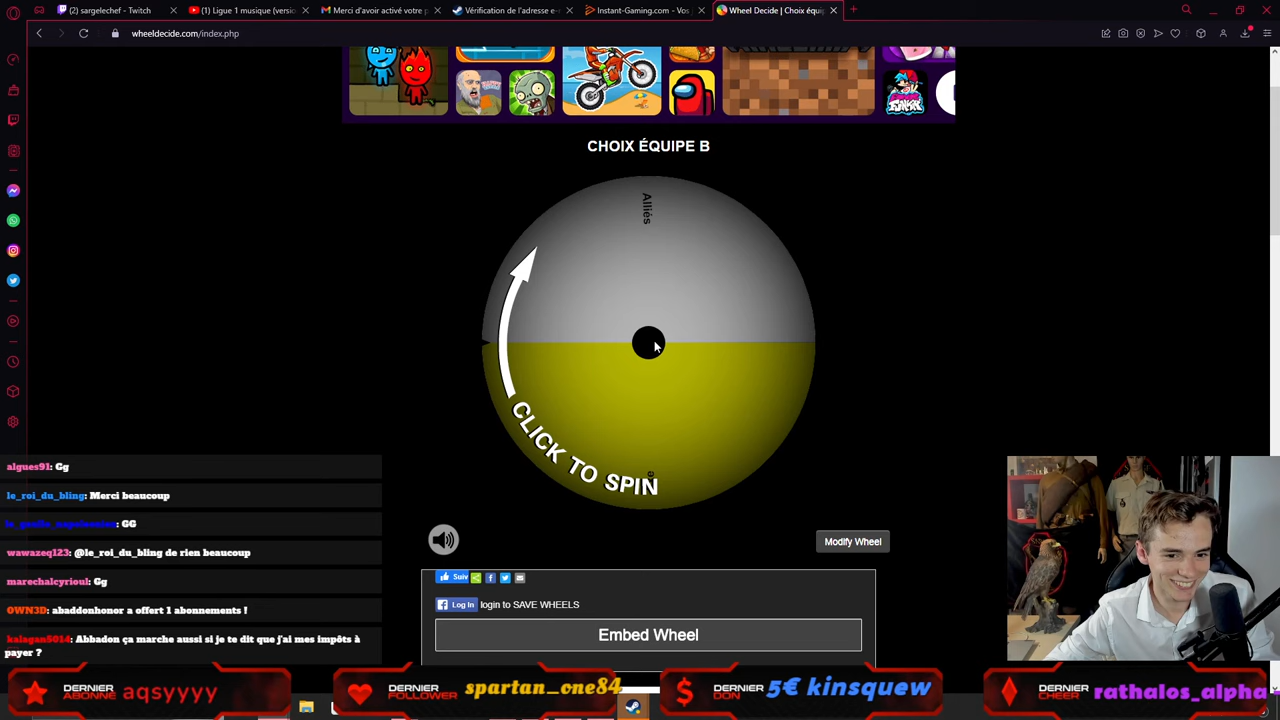 (2) sargelechef - Twitch
(1) Ligue 1 musique (versio
Merci d'avoir activé votre p
Vérification de l'adresse e-
Instant-Gaming.com - Vos
Wheel Decide | Choix équip
wheeldecide.com/index.php
CHOIX ÉQUIPE B
Alliés
CLICK TO SPIN
Modify Wheel
Suiv
Log In login to SAVE WHEELS
Embed Wheel
algues91: Gg
le_roi_du_bling: Merci beaucoup
GG
wawazeq123: @le_roi_du_bling de rien beaucoup
marechalcyrioul: Gg
0WN3D: abaddonhonor a offert 1 abonnements !
kalagan5014: Abbadon ça marche aussi si je te dit que j'ai mes impôts à
payer ?
DERNIER ABONNÉ aqsyyyy
DERNIER FOLLOWER spartan_one84
DERNIER DON 5€ kinsquew
DERNIER CHEER rathalos_alpha